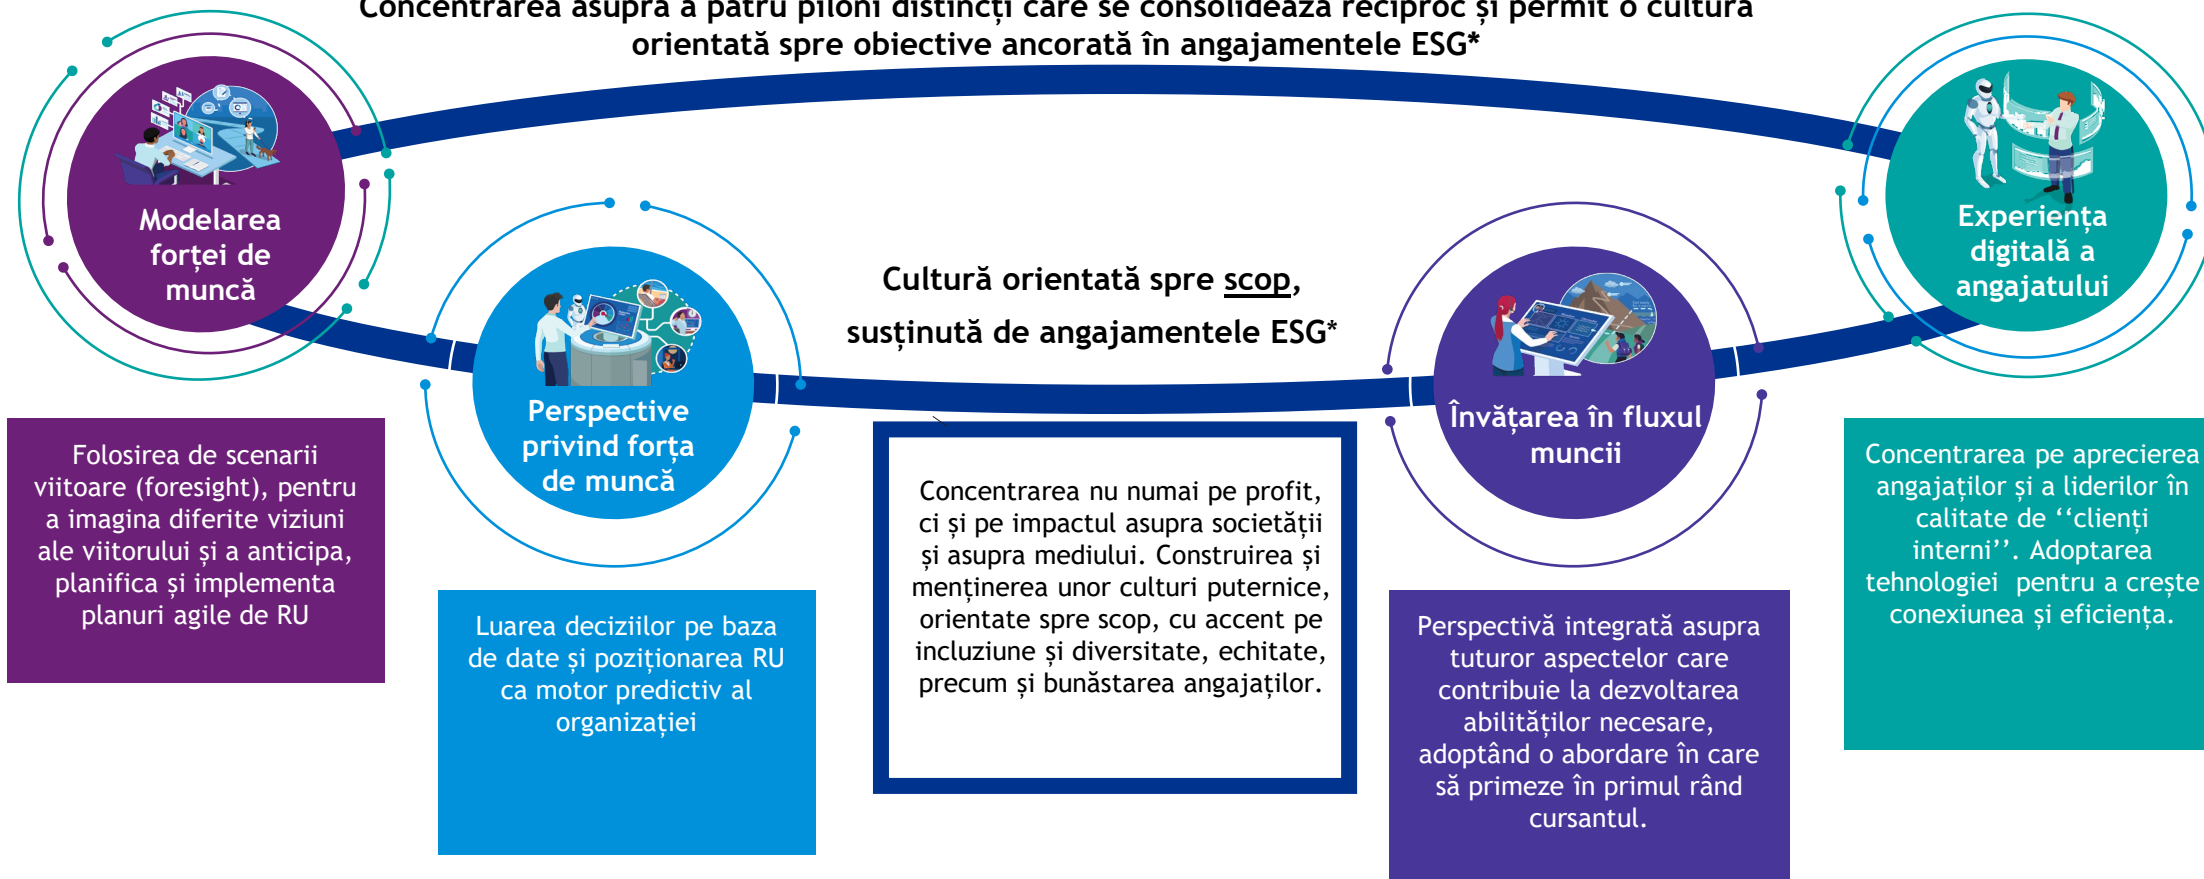 Concentrarea asupra a patru piloni distincți care se consolidează reciproc și permit o cultură
orientată spre obiective ancorată în angajamentele ESG*
Modelarea
forței de
muncă
Folosirea de scenarii
viitoare (foresight), pentru
a imagina diferite viziuni
ale viitorului și a anticipa,
planifica și implementa
planuri agile de RU
Perspective
privind forța
de muncă
Luarea deciziilor pe baza
de date și poziționarea RU
ca motor predictiv al
organizației
Cultură orientată spre scop,
susținută de angajamentele ESG*
Concentrarea nu numai pe profit,
ci și pe impactul asupra societății
și asupra mediului. Construirea și
menținerea unor culturi puternice,
orientate spre scop, cu accent pe
incluziune și diversitate, echitate,
precum și bunăstarea angajaților.
Învățarea în fluxul
muncii
Perspectivă integrată asupra
tuturor aspectelor care
contribuie la dezvoltarea
abilităților necesare,
adoptând o abordare în care
să primeze în primul rând
cursantul.
Experiența
digitală a
angajatului
Concentrarea pe aprecierea
angajaților și a liderilor în
calitate de ‘‘clienți
interni’’. Adoptarea
tehnologiei  pentru a crește
conexiunea și eficiența.